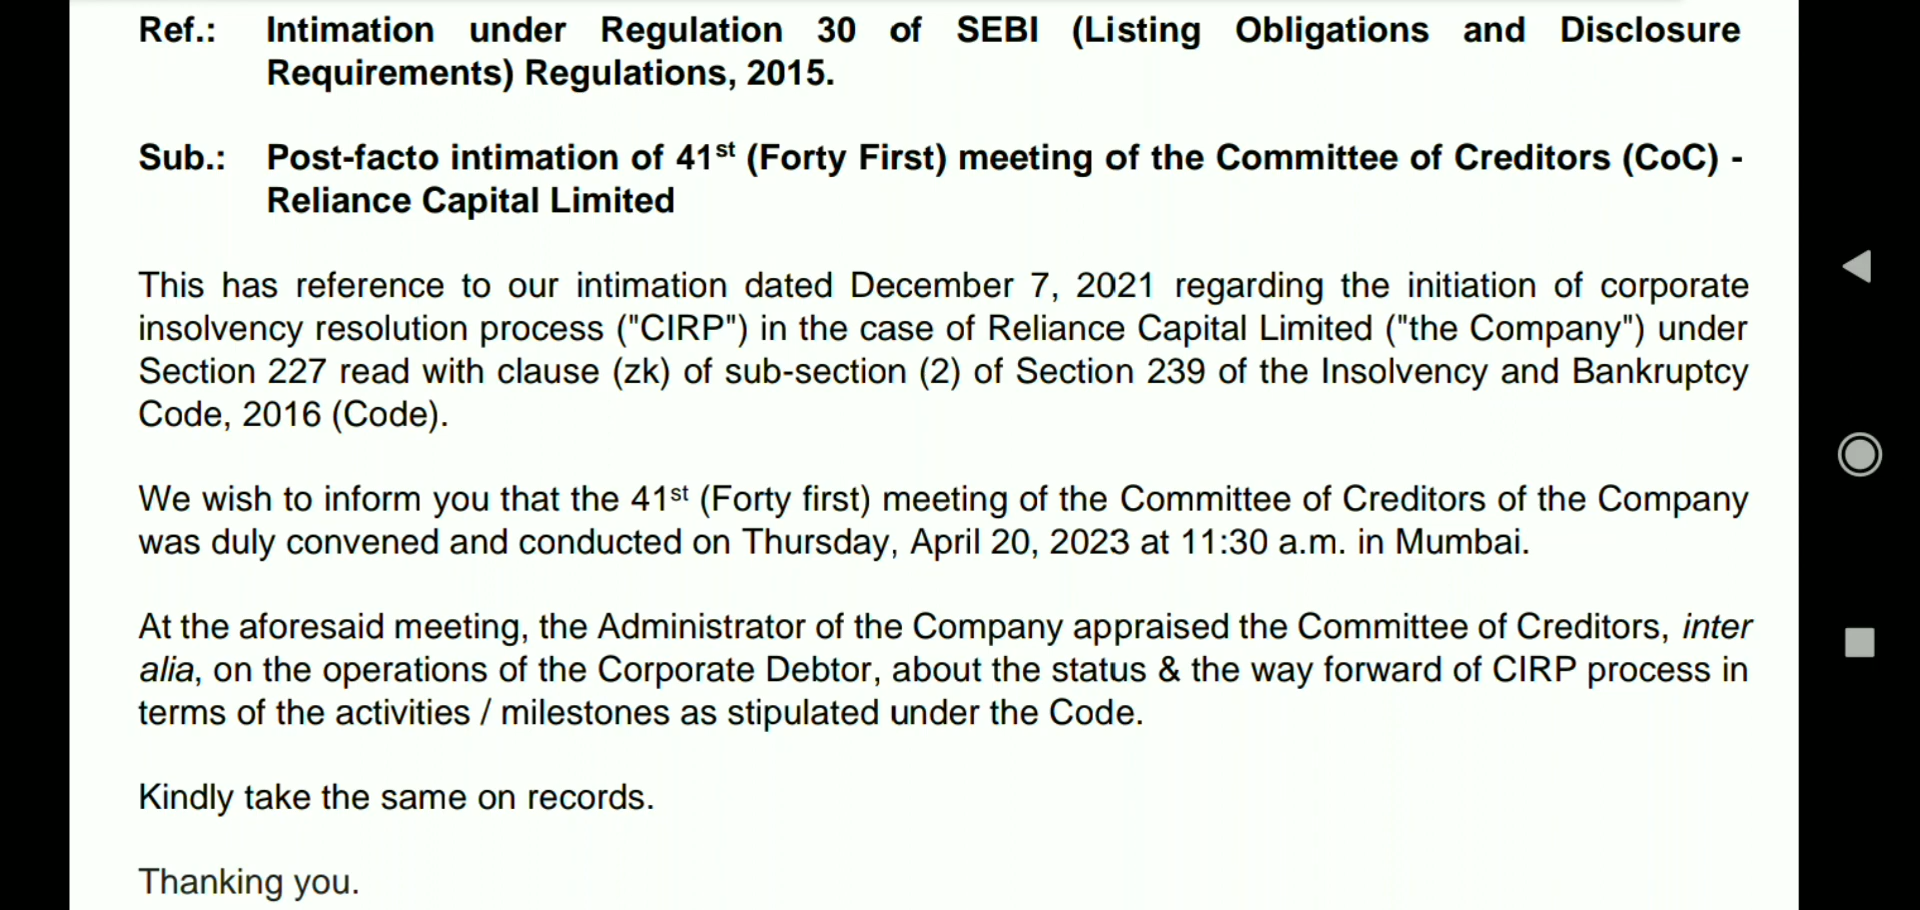 Ref.: Intimation under Regulation 30 of SEBI (Listing Obligations and Disclosure
Requirements) Regulations, 2015.
Sub.: Post-facto intimation of 41st (Forty First) meeting of the Committee of Creditors (CoC) -
Reliance Capital Limited
This has reference to our intimation dated December 7, 2021 regarding the initiation of corporate
insolvency resolution process ("CIRP") in the case of Reliance Capital Limited ("the Company") under
Section 227 read with clause (zk) of sub-section (2) of Section 239 of the Insolvency and Bankruptcy
Code, 2016 (Code).
We wish to inform you that the 41st (Forty first) meeting of the Committee of Creditors of the Company
was duly convened and conducted on Thursday, April 20, 2023 at 11:30 a.m. in Mumbai.
At the aforesaid meeting, the Administrator of the Company appraised the Committee of Creditors, inter
alia, on the operations of the Corporate Debtor, about the status & the way forward of CIRP process in
terms of the activities / milestones as stipulated under the Code.
Kindly take the same on records.
Thanking you.